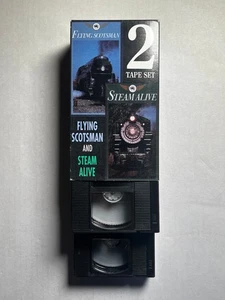 FLYING SCOTSMAN
2
TAPE SET
STEAM ALIVE
FLYING
SCOTSMAN
AND
STEAM
ALIVE